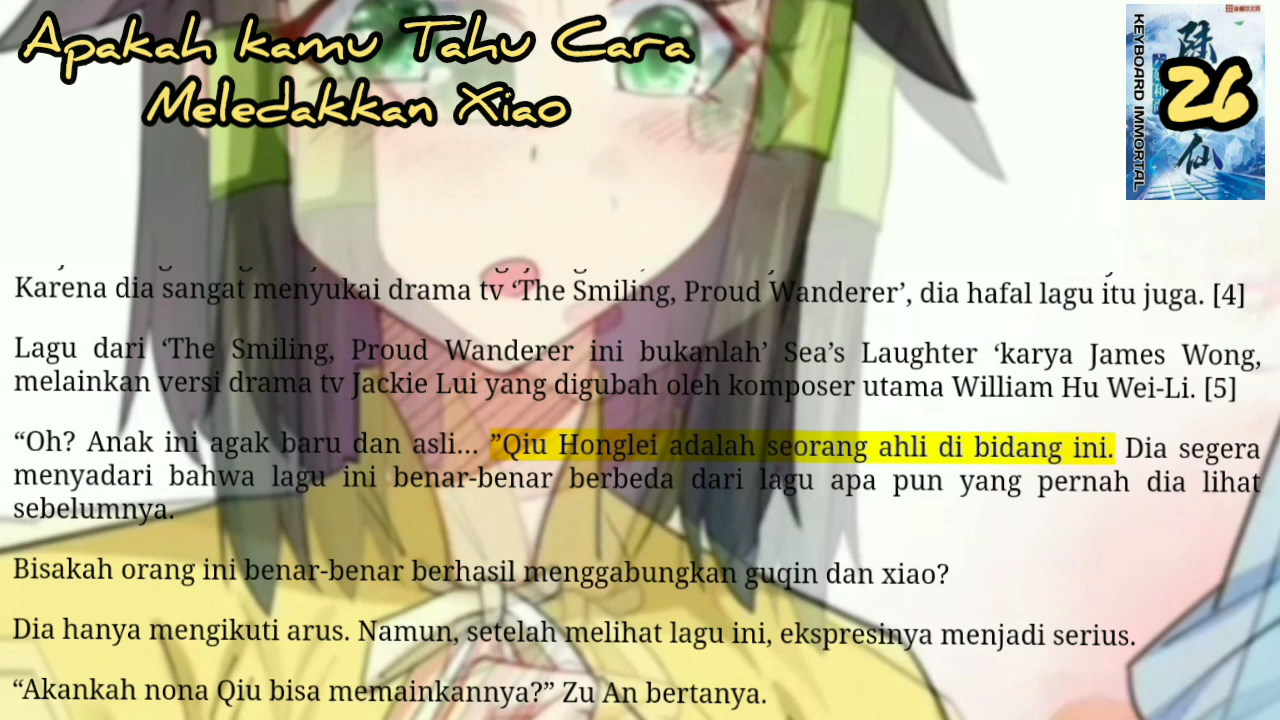 Apakah kamu Tahu Cara
Meledakkan Xiao
KEYBOARD IMMORTAL
26
仙
Karena dia sangat menyukai drama tv ‘The Smiling, Proud Wanderer’, dia hafal lagu itu juga. [4]
Lagu dari ‘The Smiling, Proud Wanderer ini bukanlah’ Sea’s Laughter ‘karya James Wong,
melainkan versi drama tv Jackie Lui yang digubah oleh komposer utama William Hu Wei-Li. [5]
“Oh? Anak ini agak baru dan asli... ”Qiu Honglei adalah seorang ahli di bidang ini. Dia segera
menyadari bahwa lagu ini benar-benar berbeda dari lagu apa pun yang pernah dia lihat
sebelumnya.
Bisakah orang ini benar-benar berhasil menggabungkan guqin dan xiao?
Dia hanya mengikuti arus. Namun, setelah melihat lagu ini, ekspresinya menjadi serius.
“Akankah nona Qiu bisa memainkannya?” Zu An bertanya.